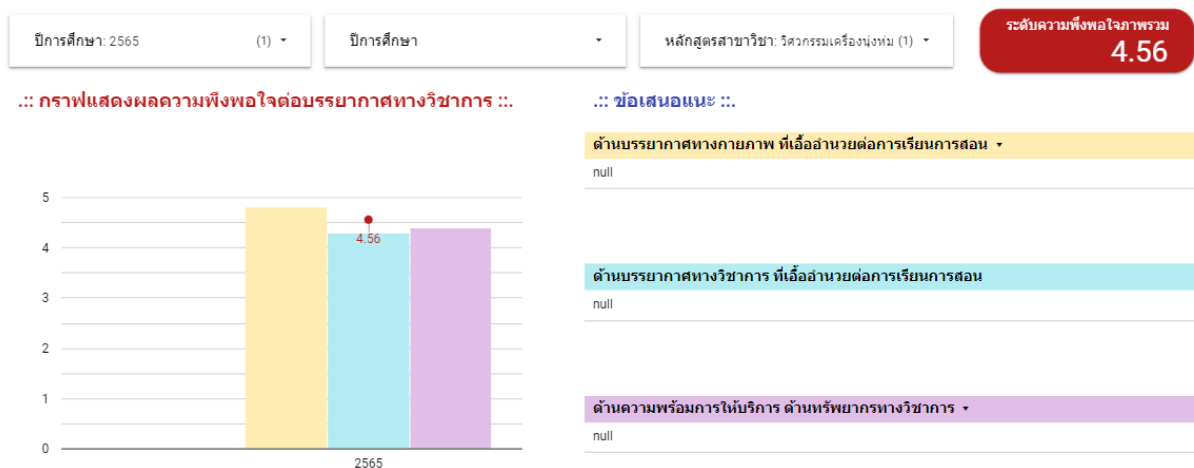 ปีการศึกษา: 2565 (1)
ปีการศึกษา
หลักสูตรสาขาวิชา: วิศวกรรมเครื่องนุ่งห่ม (1)
ระดับความพึงพอใจภาพรวม
4.56
.:: กราฟแสดงผลความพึงพอใจต่อบรรยากาศทางวิชาการ ::.
5
4
3
2
1
0
4.56
2565
.:: ข้อเสนอแนะ ::.
ด้านบรรยากาศทางกายภาพ ที่เอื้ออำนวยต่อการเรียนการสอน
null
ด้านบรรยากาศทางวิชาการ ที่เอื้ออำนวยต่อการเรียนการสอน
null
ด้านความพร้อมการให้บริการ ด้านทรัพยากรทางวิชาการ
null